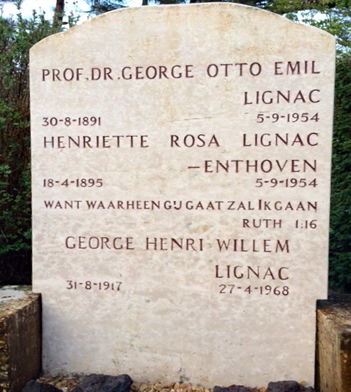 PROF. DR. GEORGE OTTO EMIL
LIGNAC
30-8-1891 5-9-1954
HENRIETTE ROSA LIGNAC
–ENTHOVEN
18-4-1895 5-9-1954
WANT WAARHEEN GIJ GAAT ZAL IK GAAN
RUTH 1:16
GEORGE HENRI WILLEM
LIGNAC
31-8-1917 27-4-1968